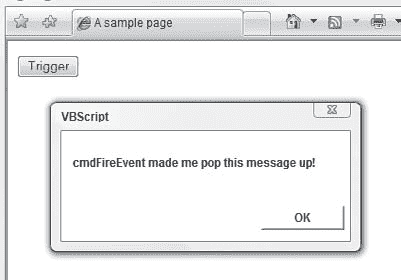 A sample page
Trigger
VBScript
cmdFireEvent made me pop this message up!
OK